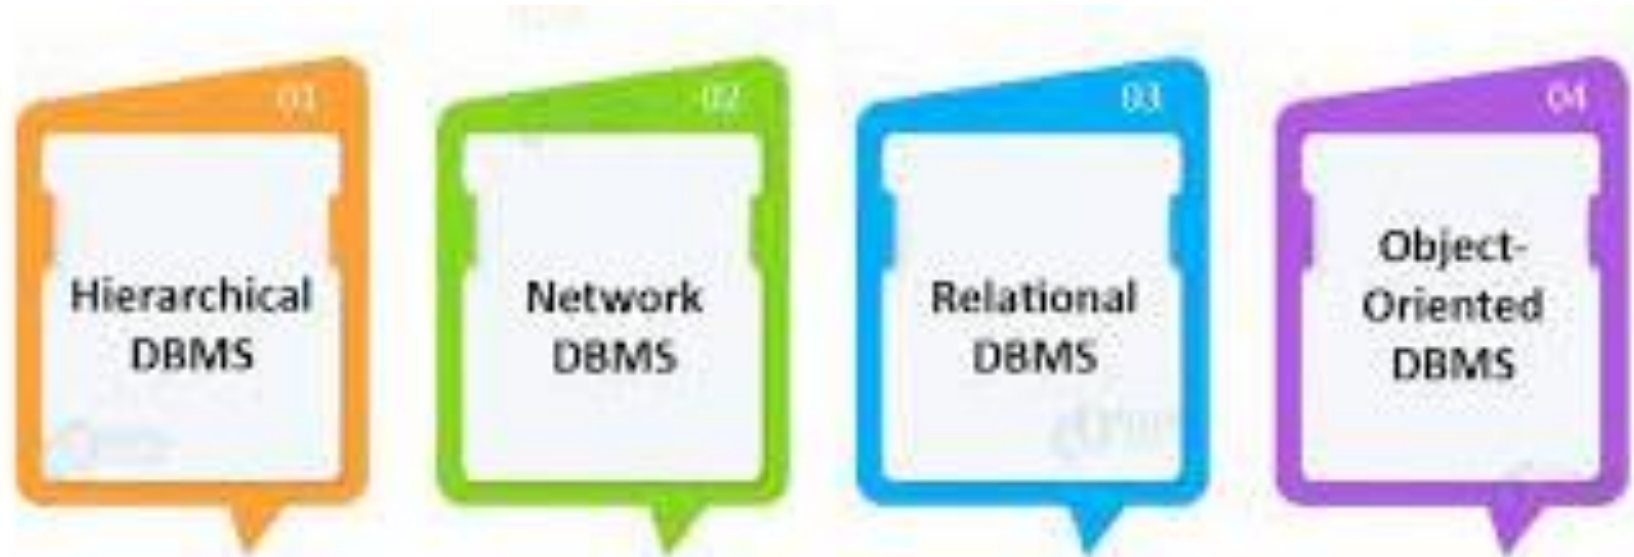 01
Hierarchical
DBMS
02
Network
DBMS
03
Relational
DBMS
04
Object-
Oriented
DBMS